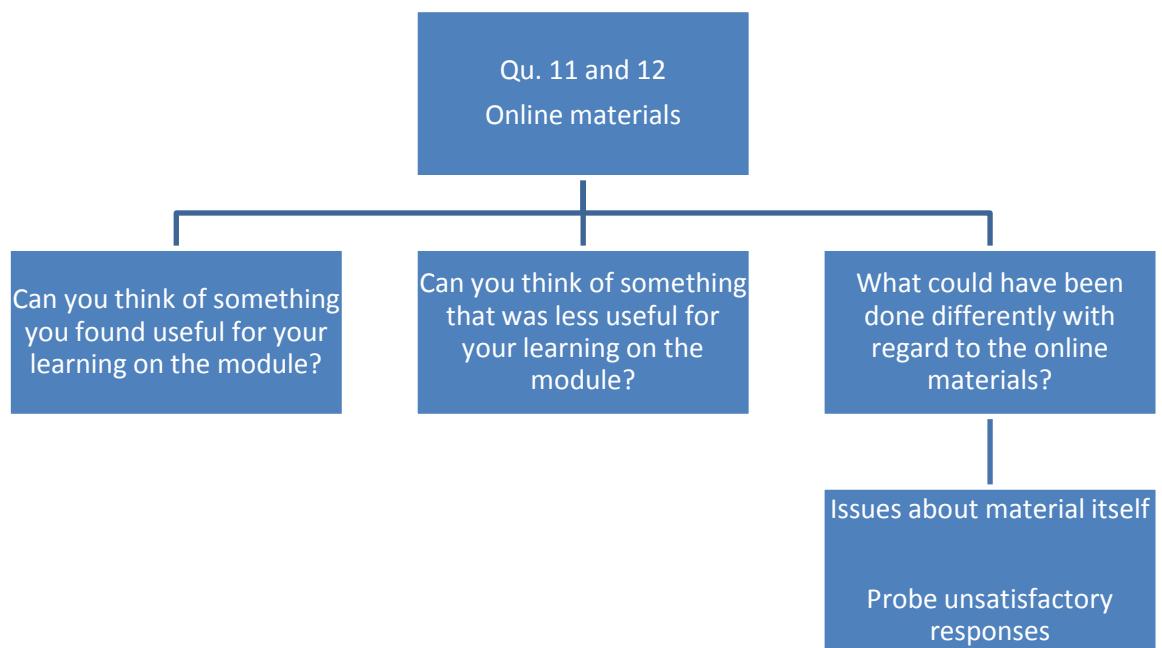 Qu. 11 and 12
Online materials
Can you think of something
you found useful for your
learning on the module?
Can you think of something
that was less useful for
your learning on the
module?
What could have been
done differently with
regard to the online
materials?
Issues about material itself
Probe unsatisfactory
responses